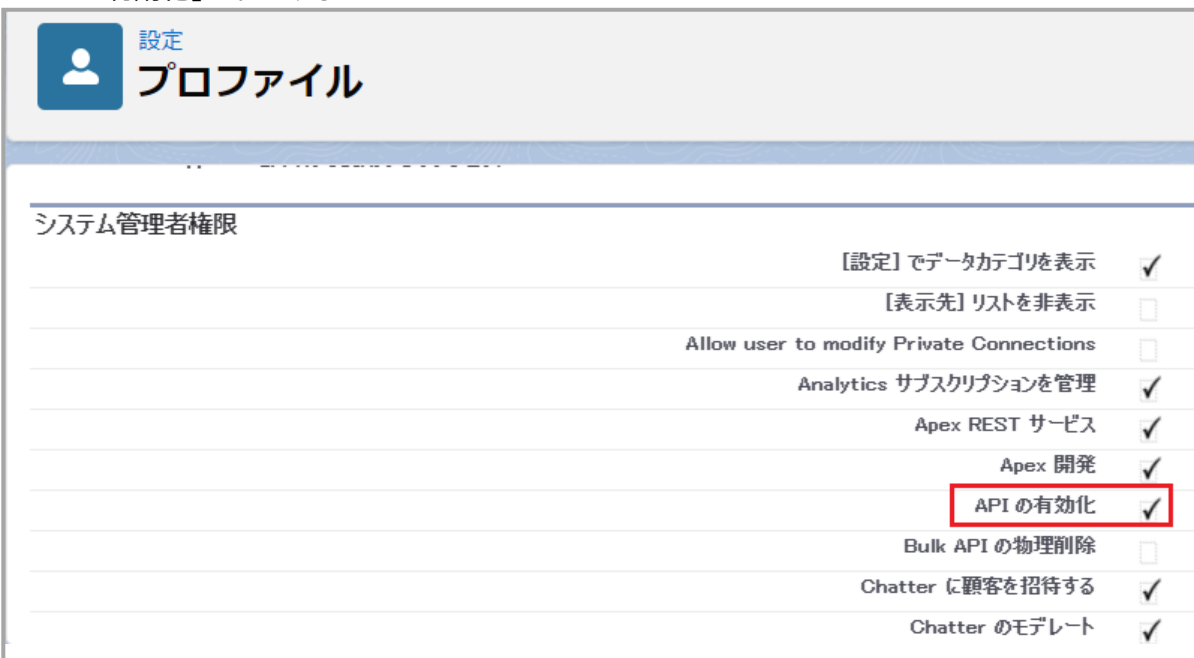 設定
プロファイル
システム管理者権限
[設定] でデータカテゴリを表示
[表示先] リストを非表示
Allow user to modify Private Connections
Analytics サブスクリプションを管理
Apex REST サービス
Apex 開発
API の有効化
Bulk API の物理削除
Chatter に顧客を招待する
Chatter のモデレート